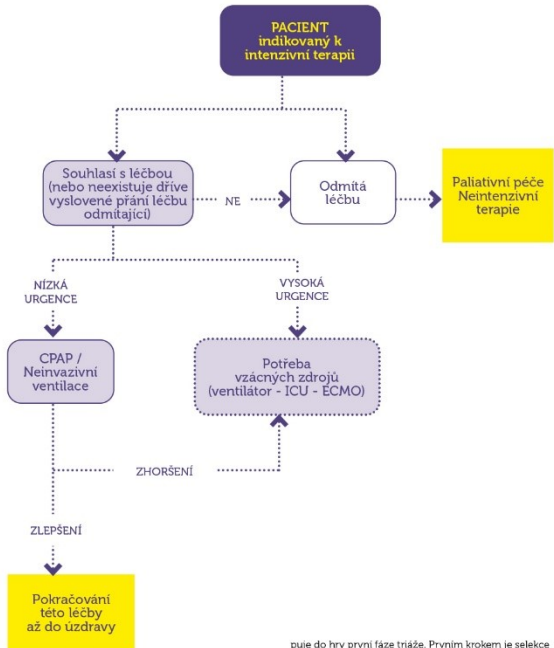 PACIENT
indikovaný k
intenzivní terapii
Souhlasí s léčbou
(nebo neexistuje dříve
vyslovené přání léčbu
odmítající)
NE
Odmítá
léčbu
Paliativní péče
Neintenzivní
terapie
NÍZKÁ
URGENCE
VYSOKÁ
URGENCE
CPAP /
Neinvazivní
ventilace
Potřeba
vzácných zdrojů
(ventilátor - ICU - ECMO)
ZHORŠENÍ
ZLEPŠENÍ
Pokračování
této léčby
až do úzdravy
puje do hry první fáze triáže. Prvním krokem je selekce